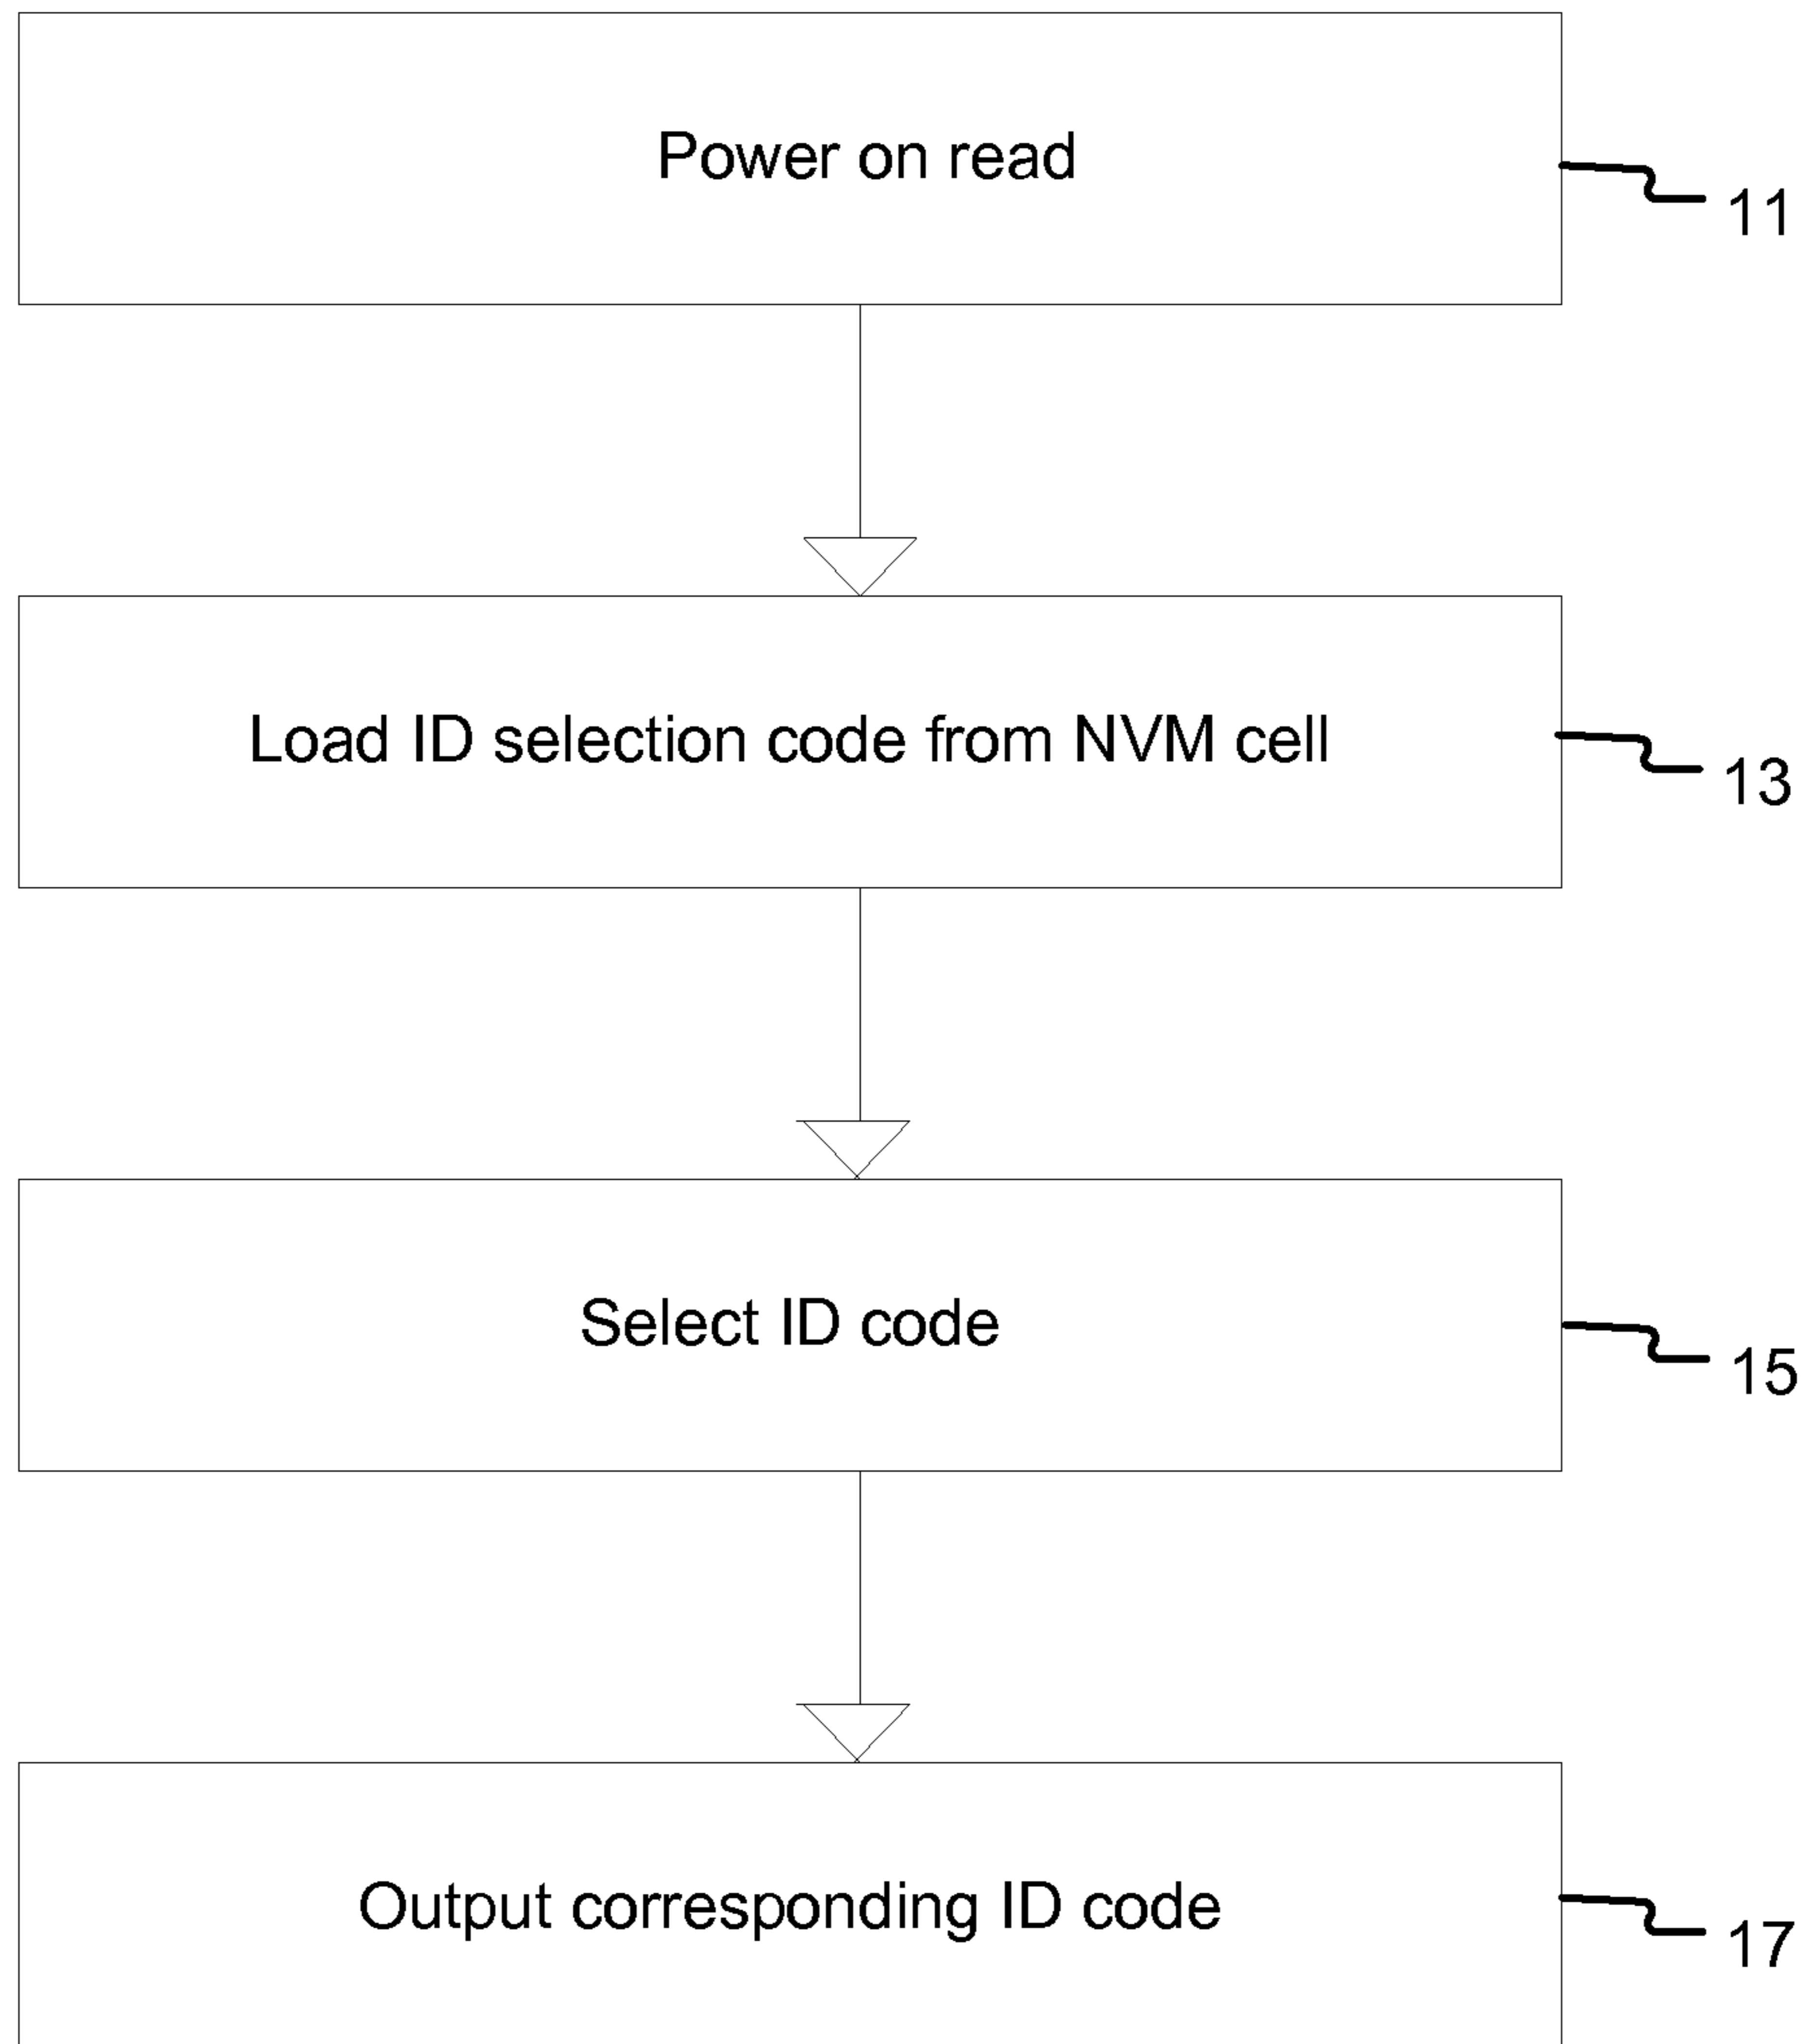 Power on read
11
Load ID selection code from NVM cell
13
Select ID code
15
Output corresponding ID code
17